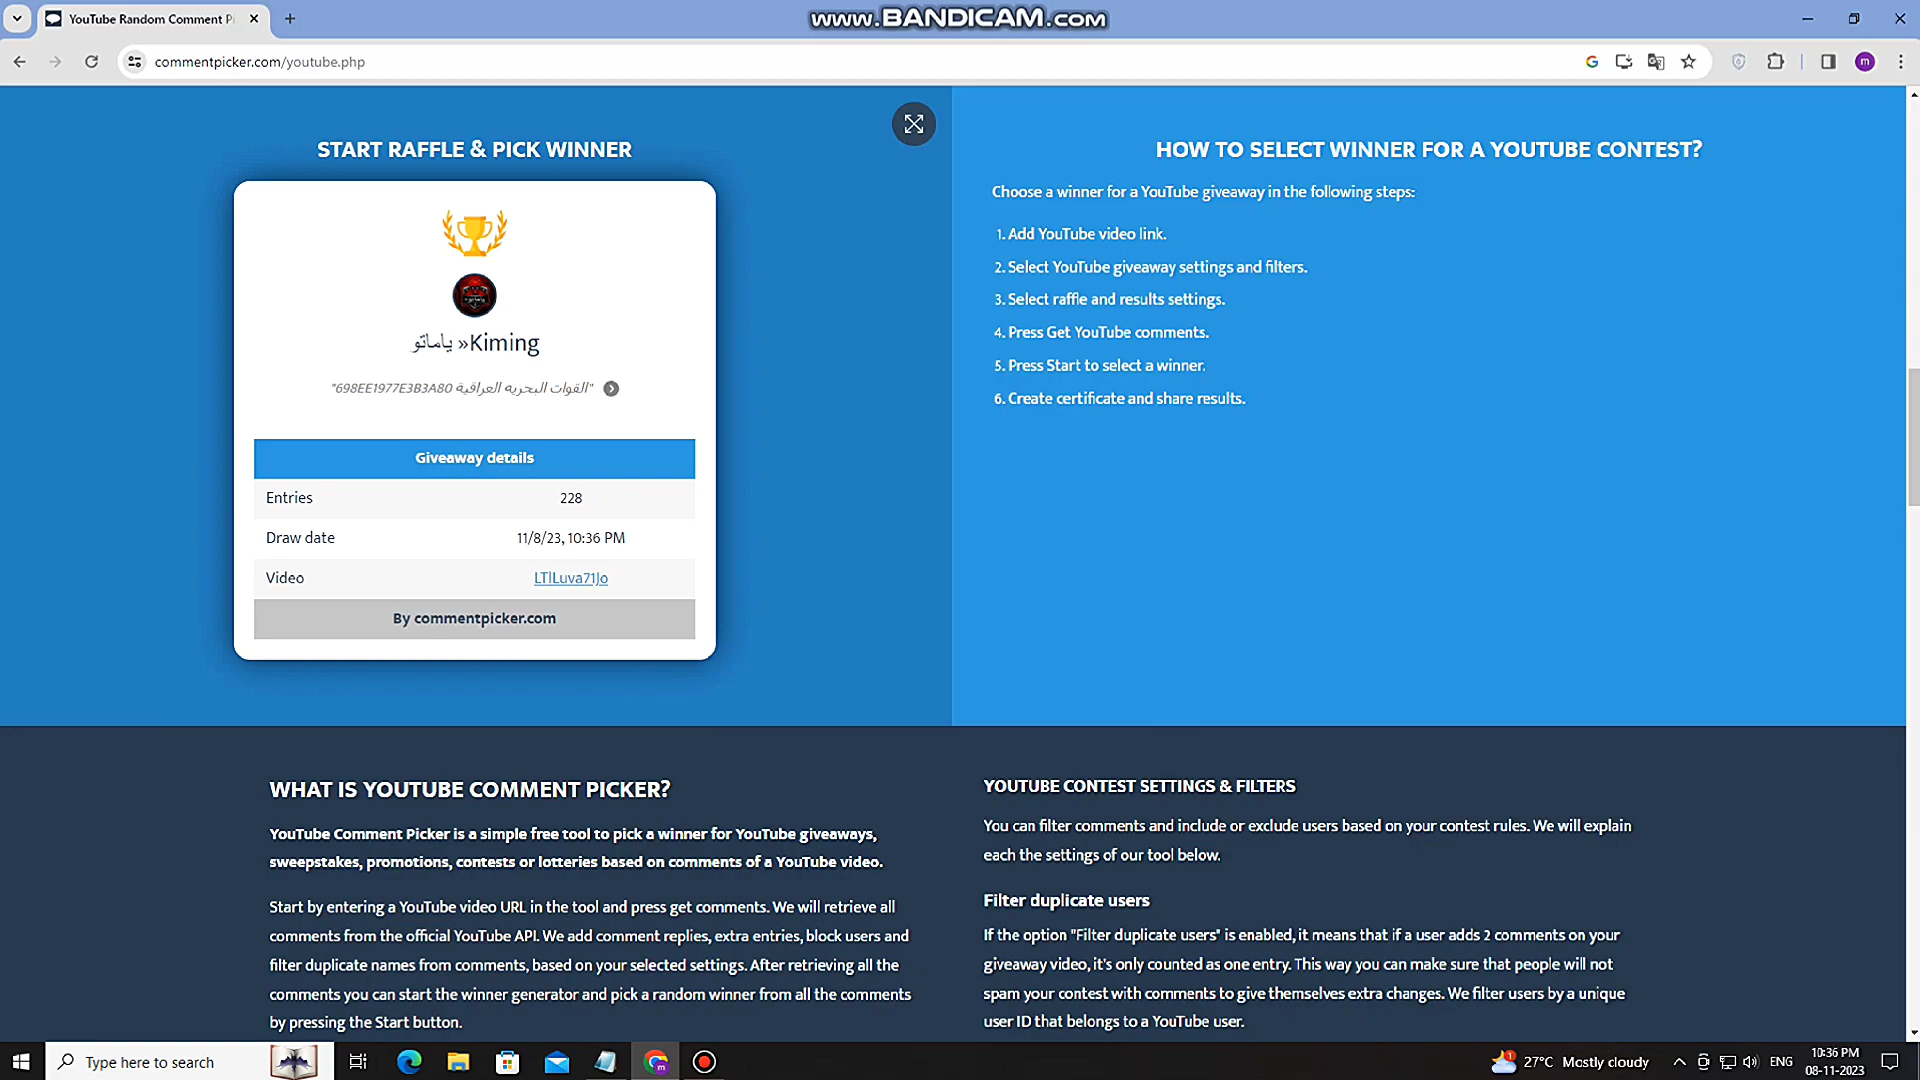 YouTube Random Comment P
www.BANDICAM.com
commentpicker.com/youtube.php
m
START RAFFLE & PICK WINNER
ياماتو «Kiming
"698EE1977E3B3A80 القوات البحريه العراقية"
Giveaway details
Entries 228
Draw date 11/8/23, 10:36 PM
Video LTlLuva71Jo
By commentpicker.com
HOW TO SELECT WINNER FOR A YOUTUBE CONTEST?
Choose a winner for a YouTube giveaway in the following steps:
1. Add YouTube video link.
2. Select YouTube giveaway settings and filters.
3. Select raffle and results settings.
4. Press Get YouTube comments.
5. Press Start to select a winner.
6. Create certificate and share results.
WHAT IS YOUTUBE COMMENT PICKER?
YouTube Comment Picker is a simple free tool to pick a winner for YouTube giveaways,
sweepstakes, promotions, contests or lotteries based on comments of a YouTube video.
Start by entering a YouTube video URL in the tool and press get comments. We will retrieve all
comments from the official YouTube API. We add comment replies, extra entries, block users and
filter duplicate names from comments, based on your selected settings. After retrieving all the
comments you can start the winner generator and pick a random winner from all the comments
by pressing the Start button.
YOUTUBE CONTEST SETTINGS & FILTERS
You can filter comments and include or exclude users based on your contest rules. We will explain
each the settings of our tool below.
Filter duplicate users
If the option "Filter duplicate users" is enabled, it means that if a user adds 2 comments on your
giveaway video, it's only counted as one entry. This way you can make sure that people will not
spam your contest with comments to give themselves extra changes. We filter users by a unique
user ID that belongs to a YouTube user.
Type here to search
27°C Mostly cloudy
ENG
10:36 PM
08-11-2023